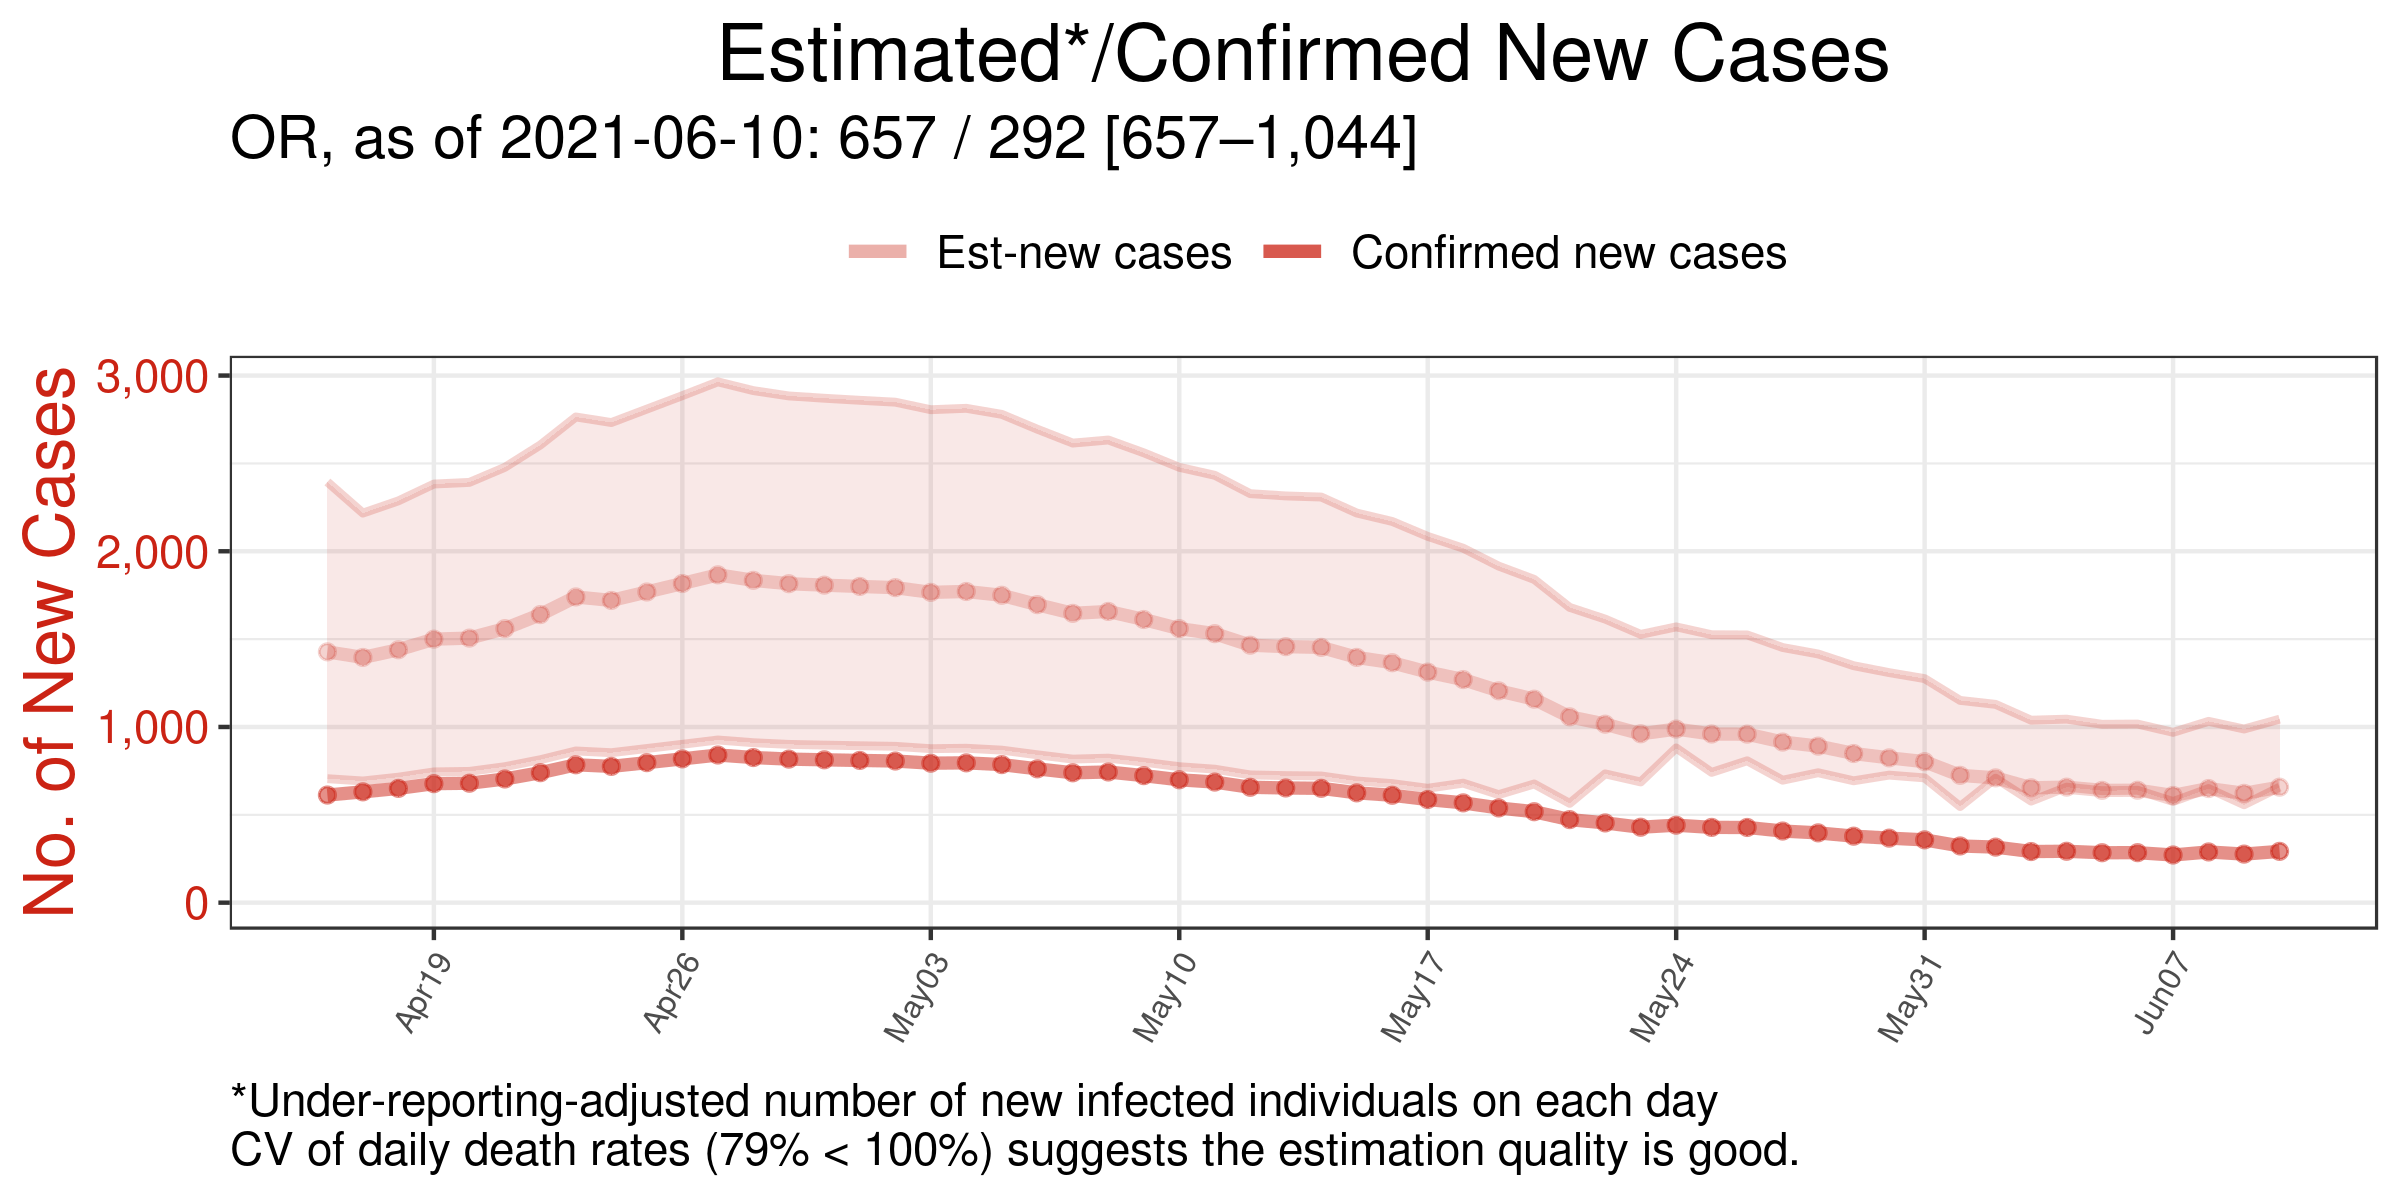 Estimated*/Confirmed New Cases
OR, as of 2021-06-10: 657 / 292 [657–1,044]
Est-new cases
Confirmed new cases
No. of New Cases
3,000
2,000
1,000
0
Apr19
Apr26
May03
May10
May17
May24
May31
Jun07
*Under-reporting-adjusted number of new infected individuals on each day
CV of daily death rates (79% < 100%) suggests the estimation quality is good.